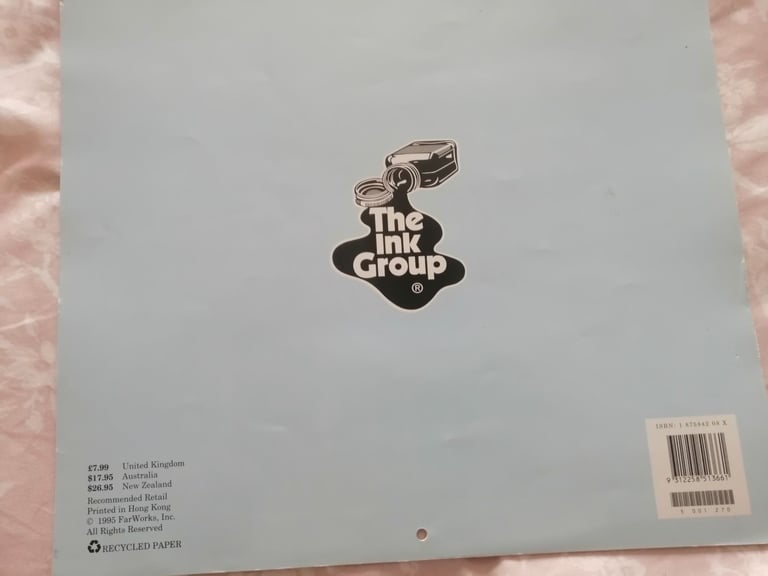 The
Ink
Group
®
£7.99 United Kingdom
$17.95 Australia
$26.95 New Zealand
Recommended Retail
Printed in Hong Kong
© 1995 FarWorks, Inc.
All Rights Reserved
RECYCLED PAPER
ISBN: 1 875842 08 X
9 312258 513661
5 001 270